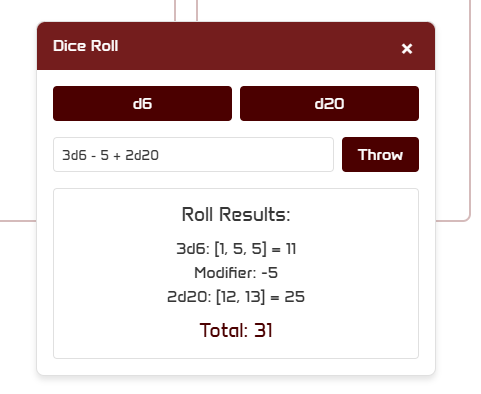 Dice Roll ×
d6 d20
3d6 - 5 + 2d20 Throw
Roll Results:
3d6: [1, 5, 5] = 11
Modifier: -5
2d20: [12, 13] = 25
Total: 31